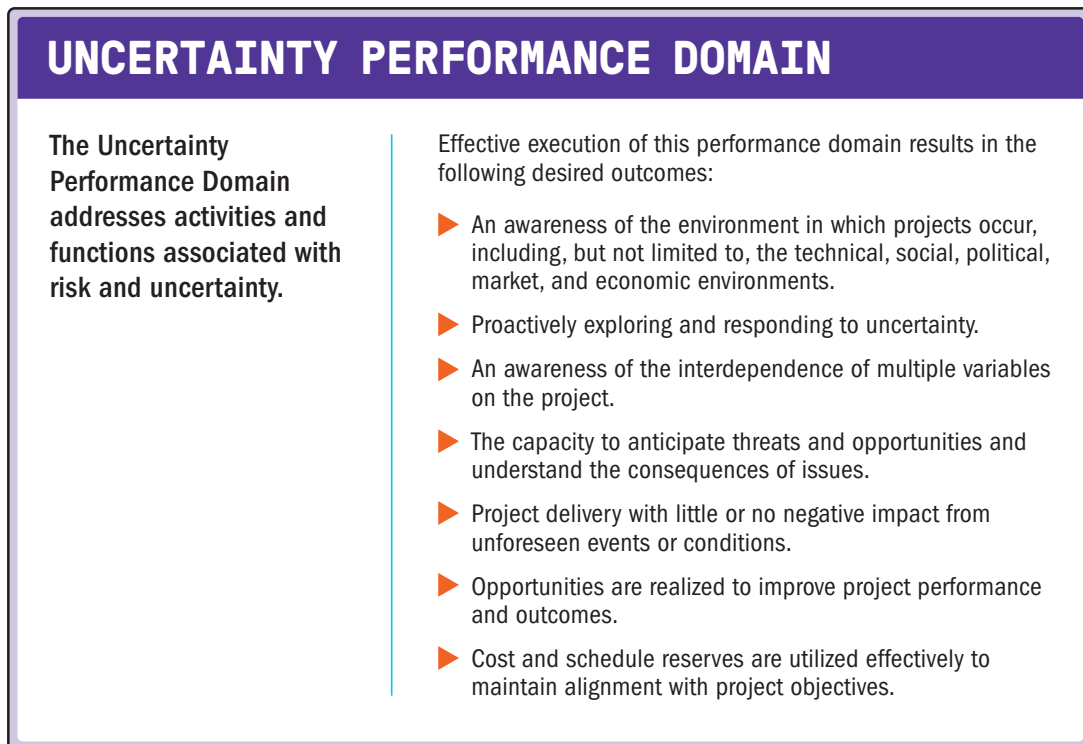 UNCERTAINTY PERFORMANCE DOMAIN
The Uncertainty
Performance Domain
addresses activities and
functions associated with
risk and uncertainty.
Effective execution of this performance domain results in the
following desired outcomes:
An awareness of the environment in which projects occur,
including, but not limited to, the technical, social, political,
market, and economic environments.
Proactively exploring and responding to uncertainty.
An awareness of the interdependence of multiple variables
on the project.
The capacity to anticipate threats and opportunities and
understand the consequences of issues.
Project delivery with little or no negative impact from
unforeseen events or conditions.
Opportunities are realized to improve project performance
and outcomes.
Cost and schedule reserves are utilized effectively to
maintain alignment with project objectives.